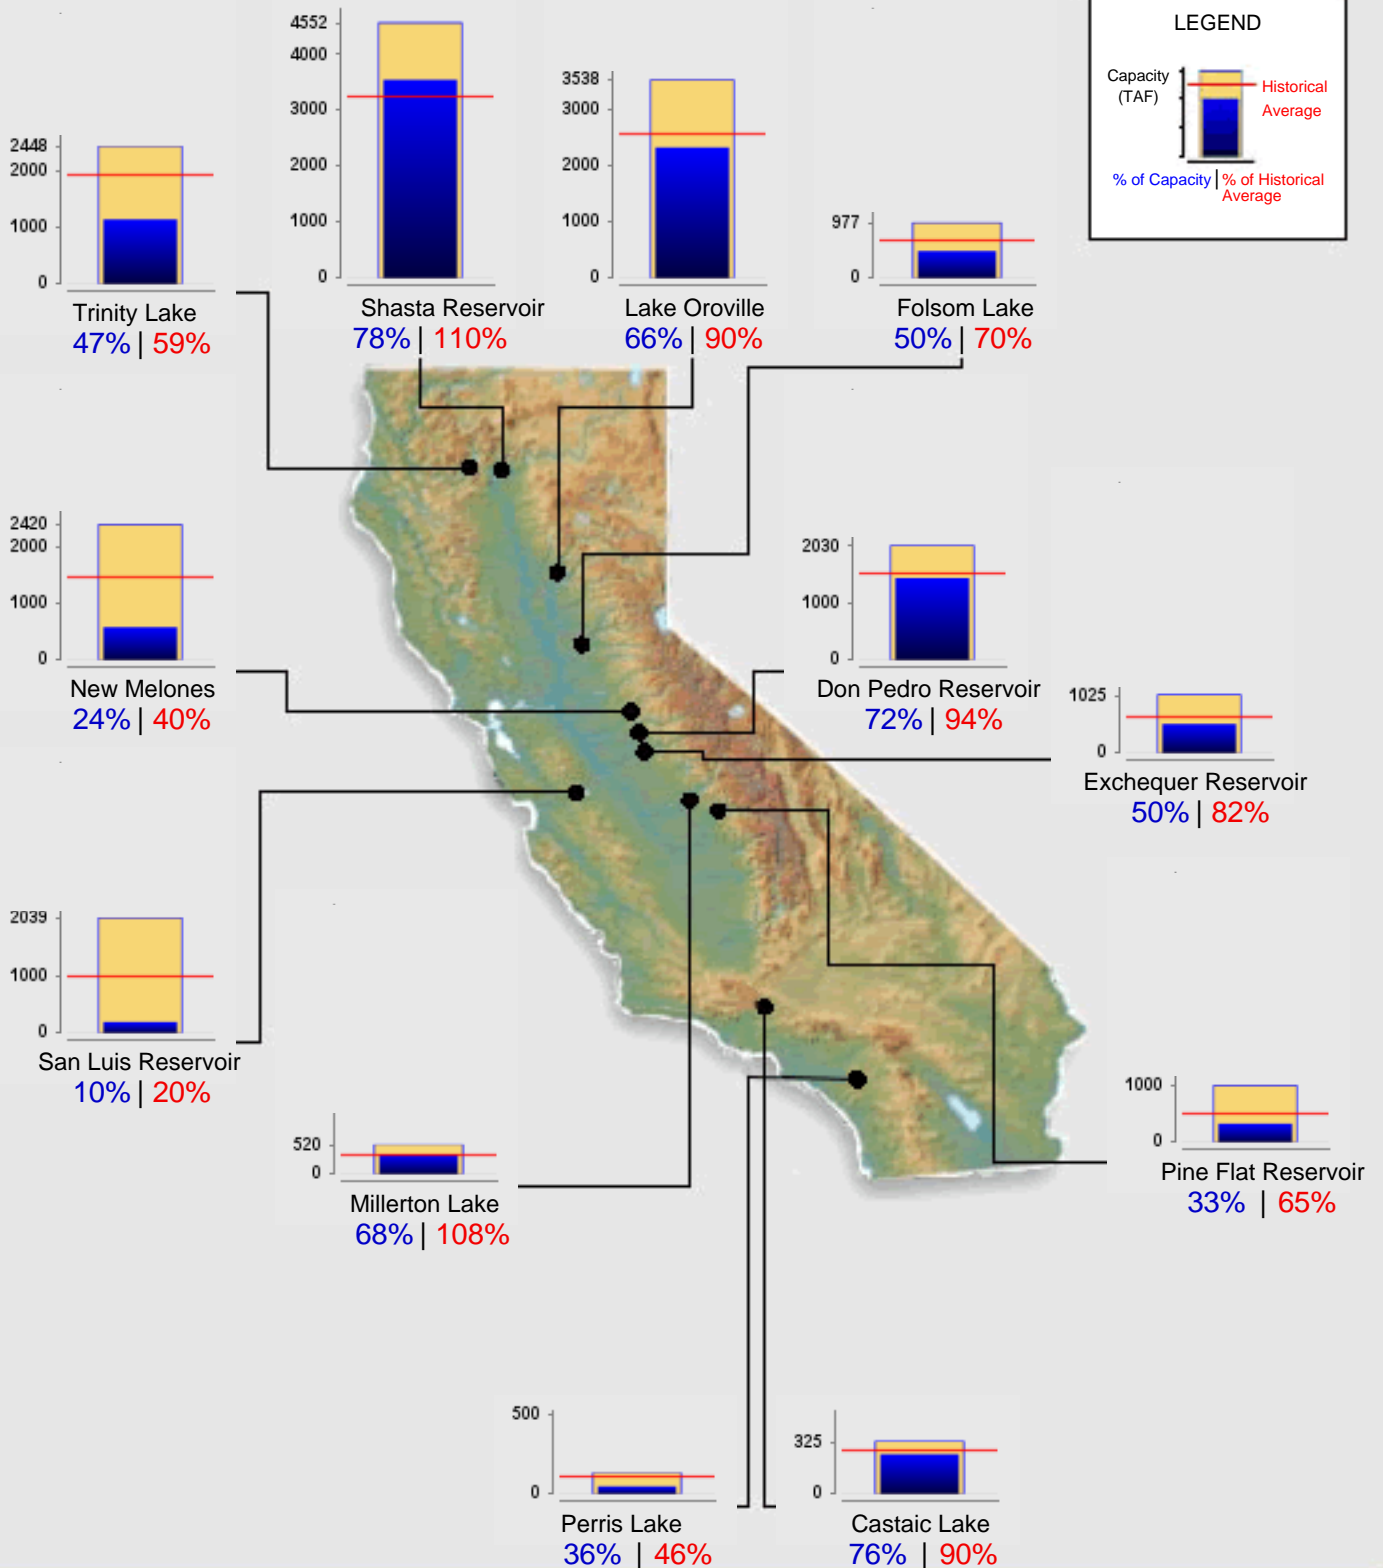 LEGEND
Capacity
(TAF)
Historical
Average
% of Capacity | % of Historical
Average
4552
4000
3000
2000
1000
0
Shasta Reservoir
78% | 110%
3538
3000
2000
1000
0
Lake Oroville
66% | 90%
2448
2000
1000
0
Trinity Lake
47% | 59%
977
0
Folsom Lake
50% | 70%
2420
2000
1000
0
New Melones
24% | 40%
2030
1000
0
Don Pedro Reservoir
72% | 94%
1025
0
Exchequer Reservoir
50% | 82%
2039
1000
0
San Luis Reservoir
10% | 20%
520
0
Millerton Lake
68% | 108%
1000
0
Pine Flat Reservoir
33% | 65%
500
0
Perris Lake
36% | 46%
325
0
Castaic Lake
76% | 90%